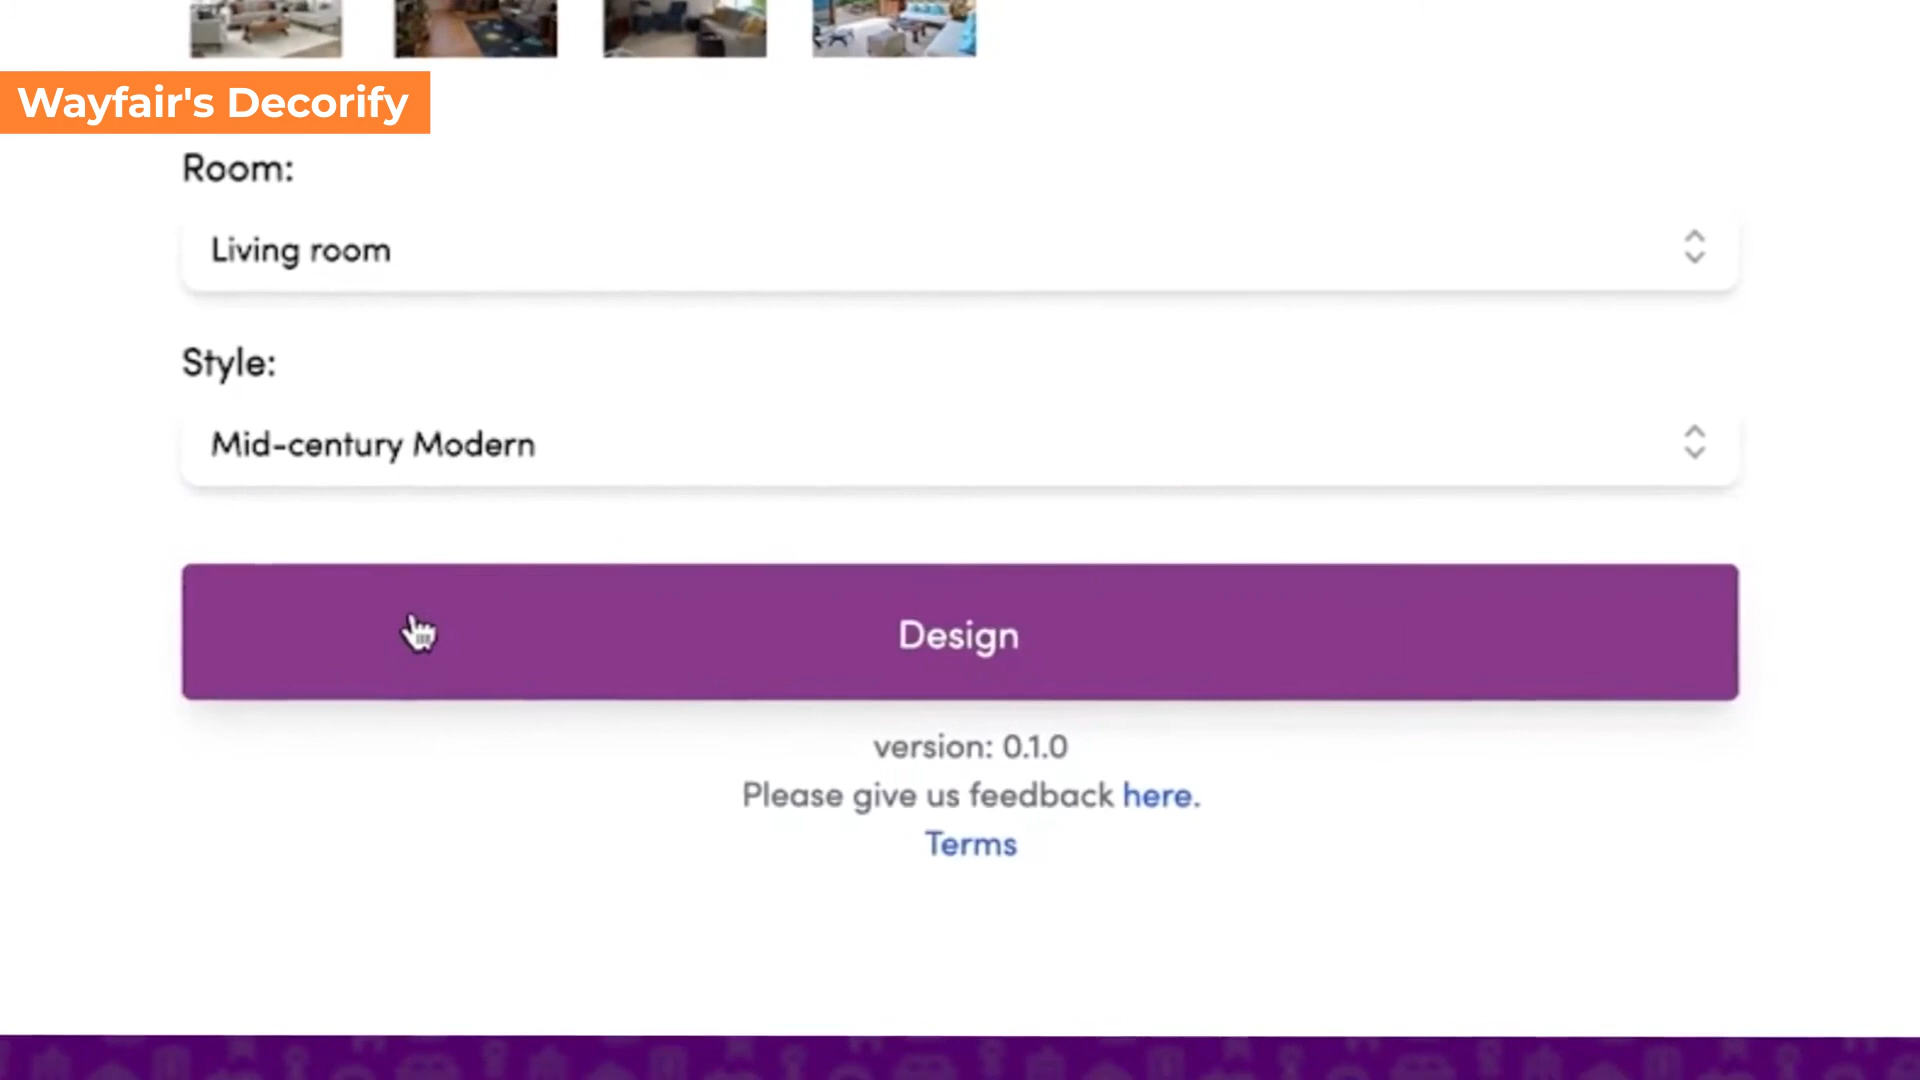 Wayfair's Decorify
Room:
Living room
Style:
Mid-century Modern
Design
version: 0.1.0
Please give us feedback here.
Terms